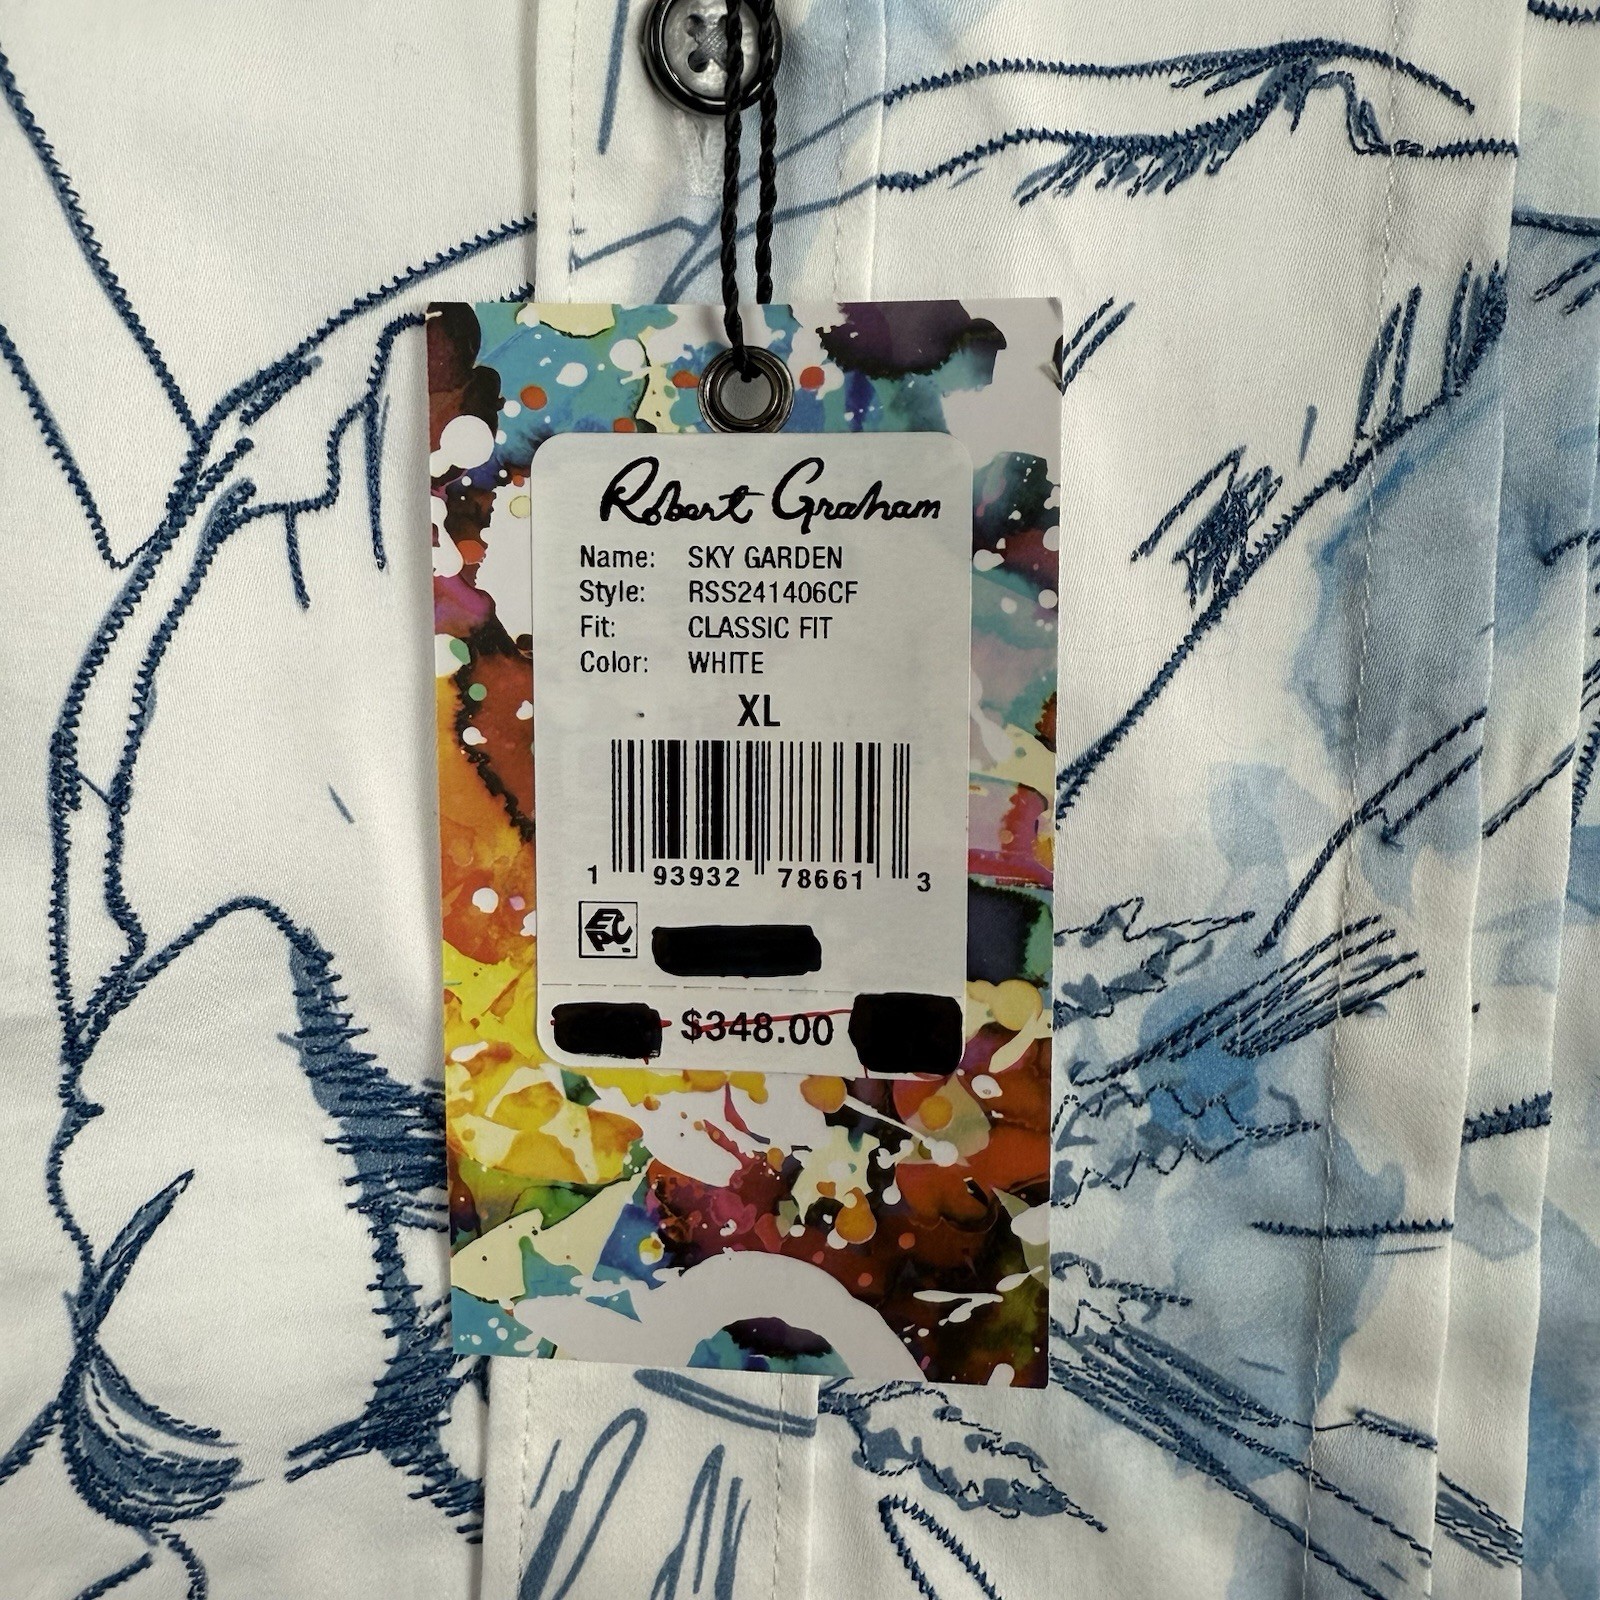 Robert Graham
Name: SKY GARDEN
Style: RSS241406CF
Fit: CLASSIC FIT
Color: WHITE
XL
1 93932 78661 3
EPC
$348.00